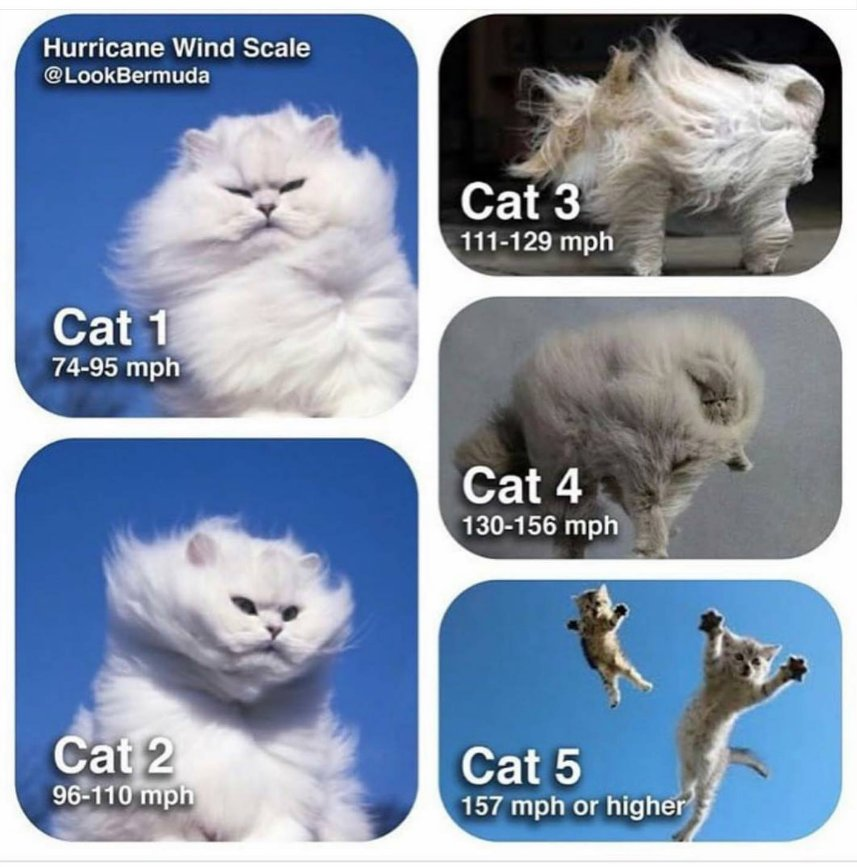 Hurricane Wind Scale
@LookBermuda
Cat 1
74-95 mph
Cat 2
96-110 mph
Cat 3
111-129 mph
Cat 4
130-156 mph
Cat 5
157 mph or higher